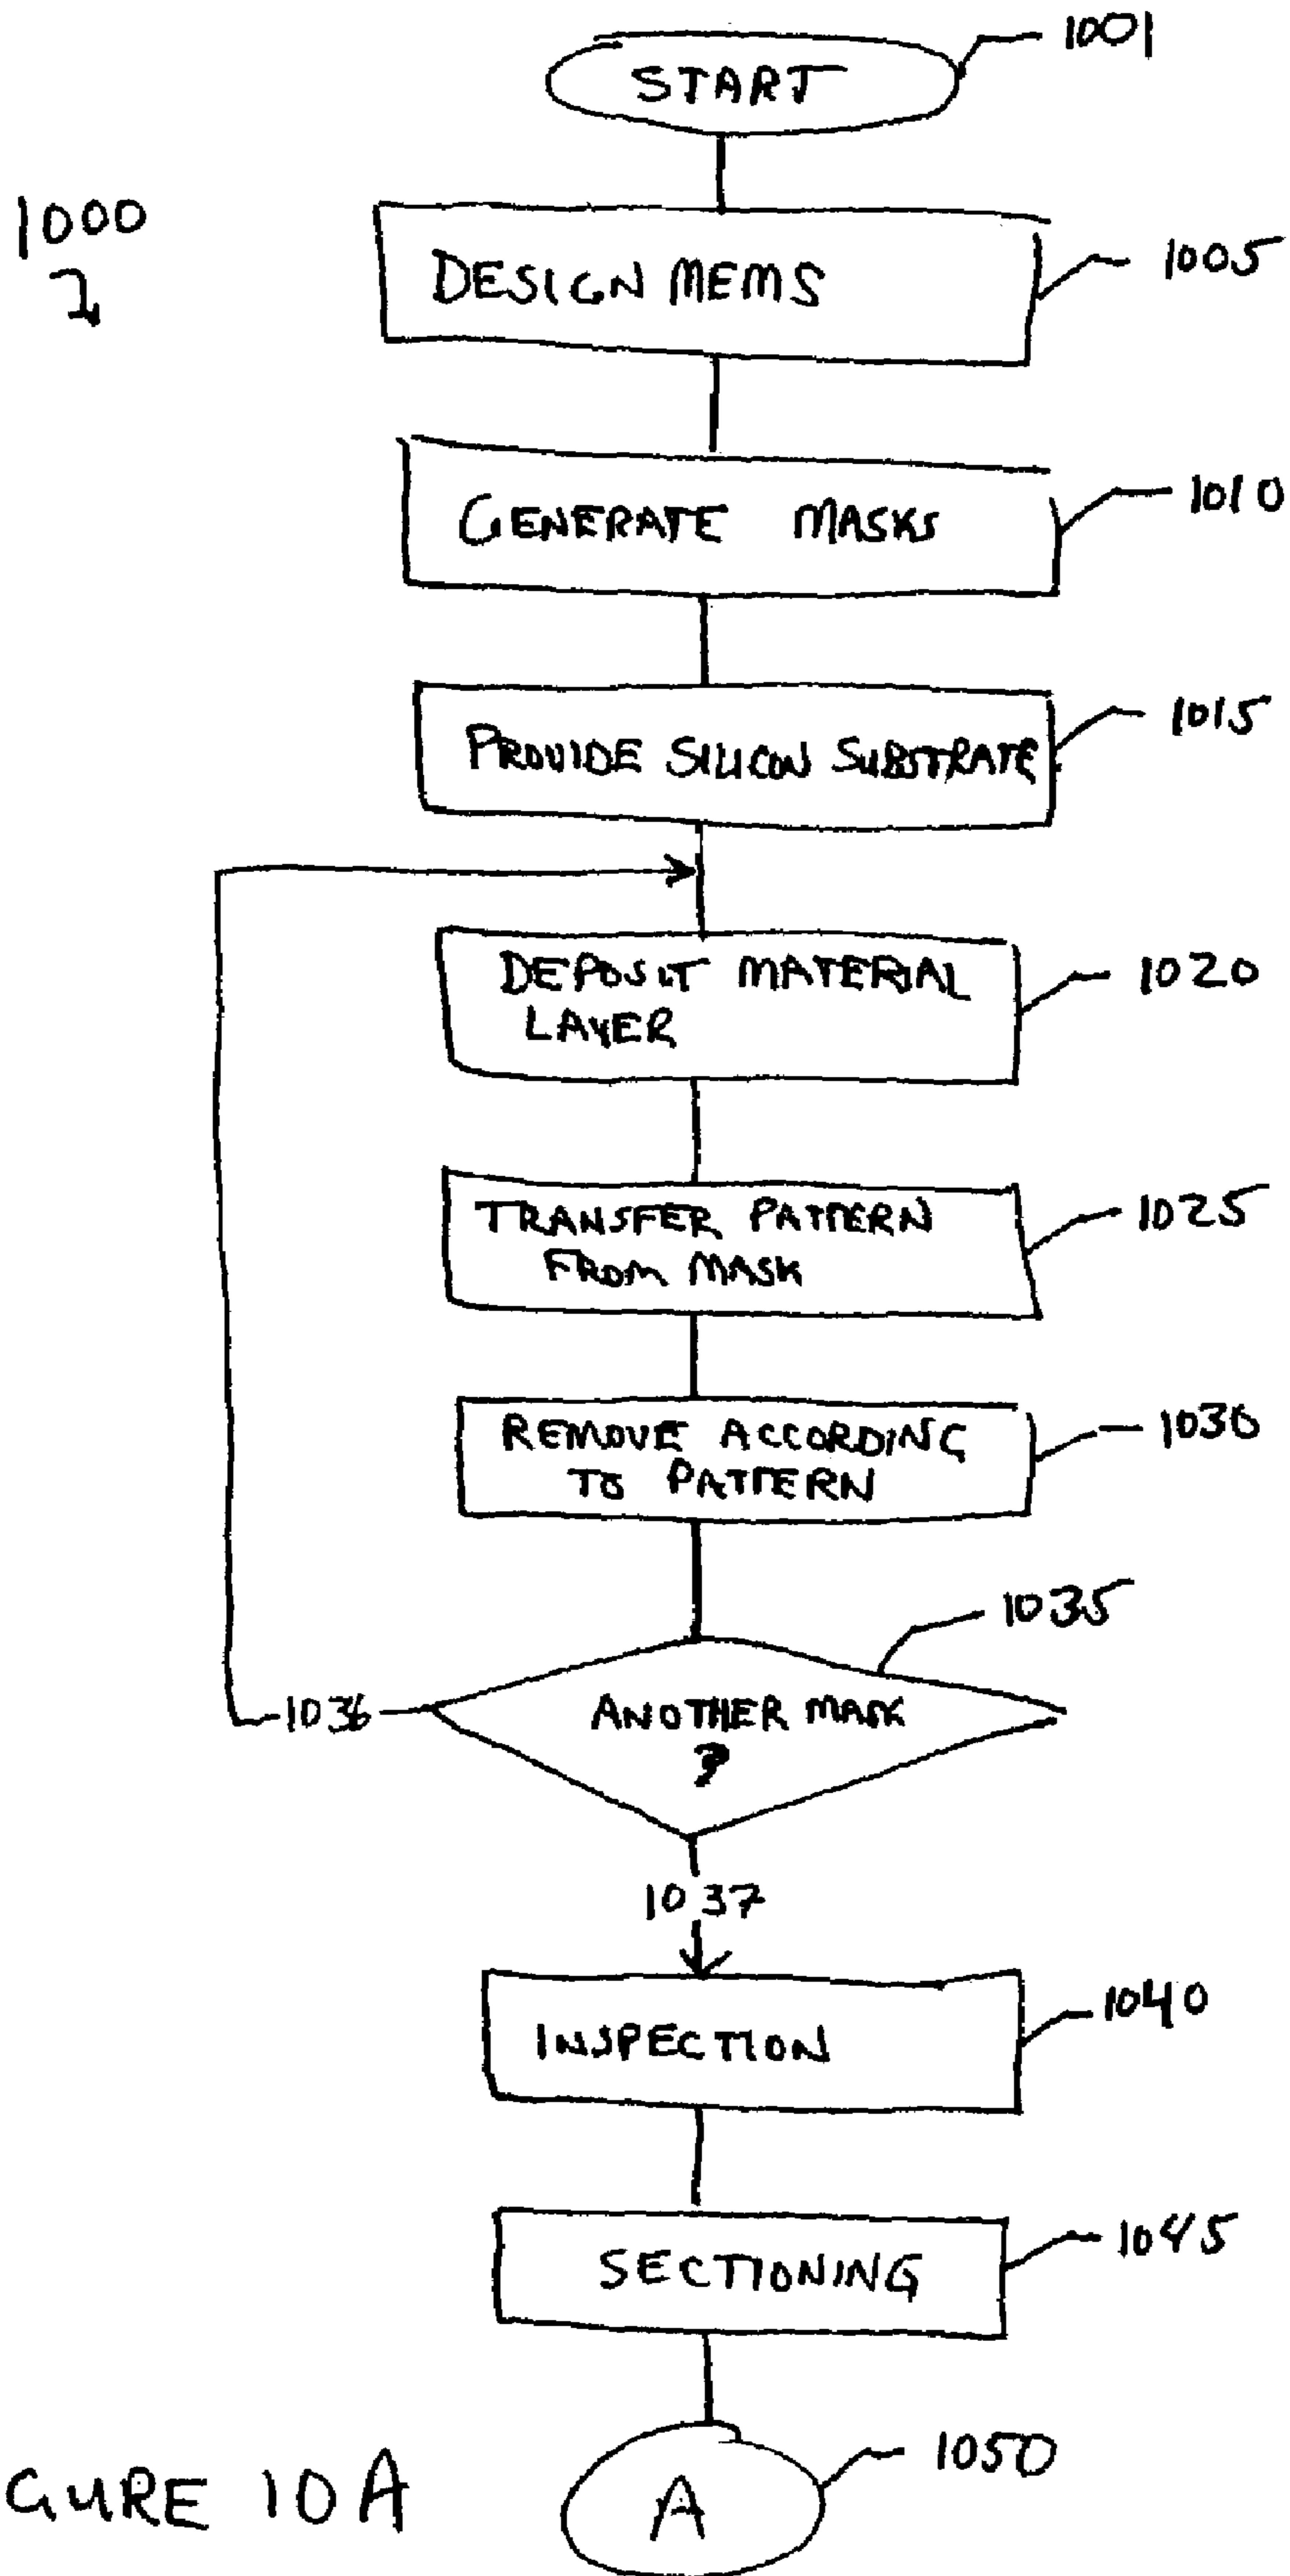 1001
START
1000
DESIGN MEMS
1005
GENERATE MASKS
1010
PROVIDE SILICON SUBSTRATE
1015
DEPOSIT MATERIAL
LAYER
1020
TRANSFER PATTERN
FROM MASK
1025
REMOVE ACCORDING
TO PATTERN
1030
1035
ANOTHER MASK
?
1036
1037
INSPECTION
1040
SECTIONING
1045
A
1050
GURE 10A